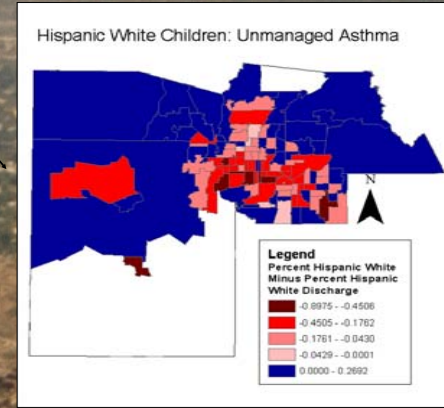 Hispanic White Children: Unmanaged Asthma
N
Legend
Percent Hispanic White
Minus Percent Hispanic
White Discharge
-0.8975 - -0.4506
-0.4505 - -0.1762
-0.1761 - -0.0430
-0.0429 - -0.0001
0.0000 - 0.2692